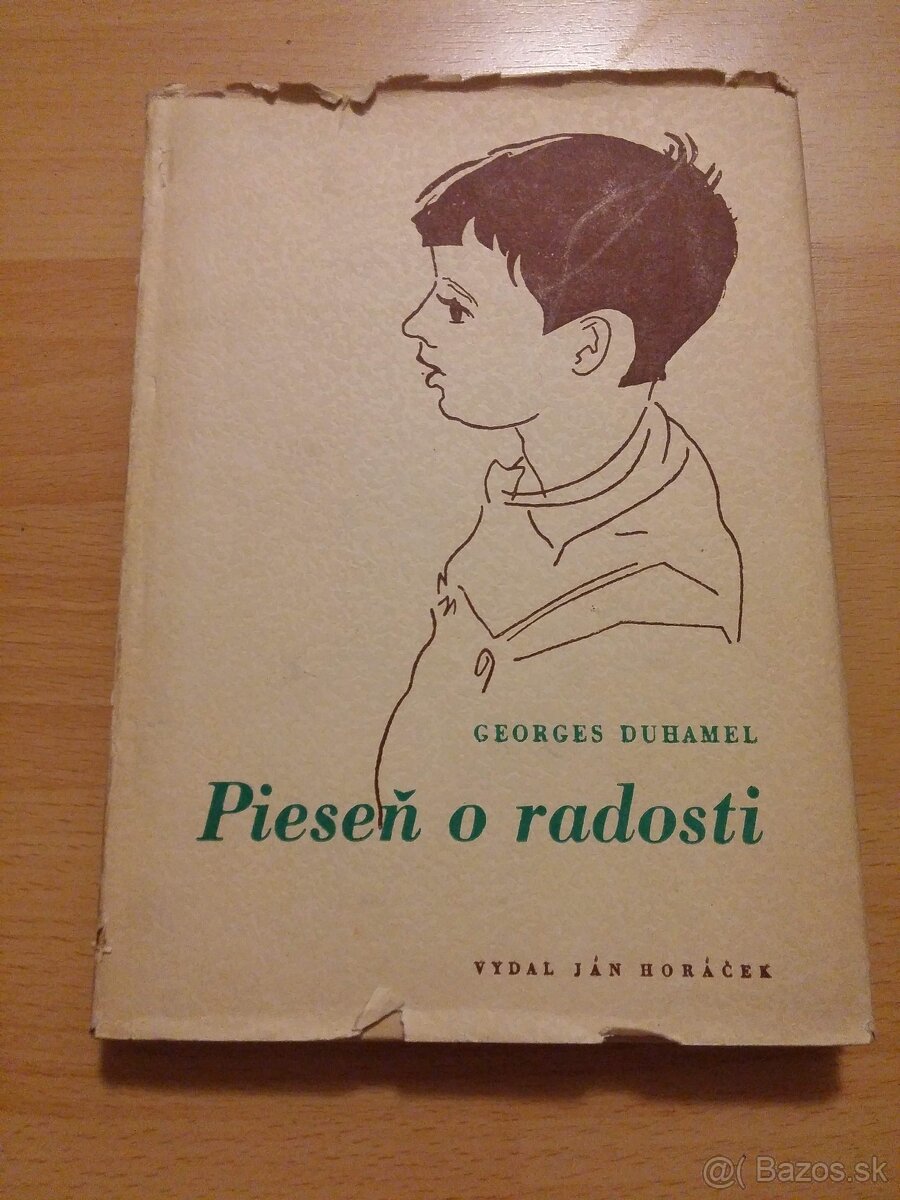 GEORGES DUHAMEL
Pieseň o radosti
VYDAL JÁN HORÁČEK
@( Bazos.sk